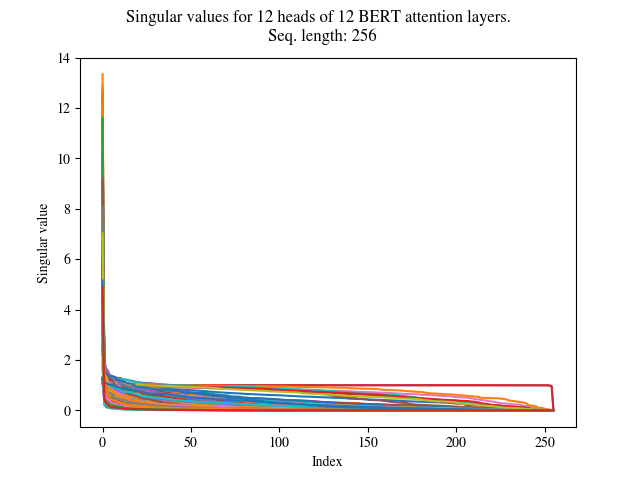 Singular values for 12 heads of 12 BERT attention layers.
Seq. length: 256
14
12
10
8
6
4
2
0
Singular value
0 50 100 150 200 250
Index